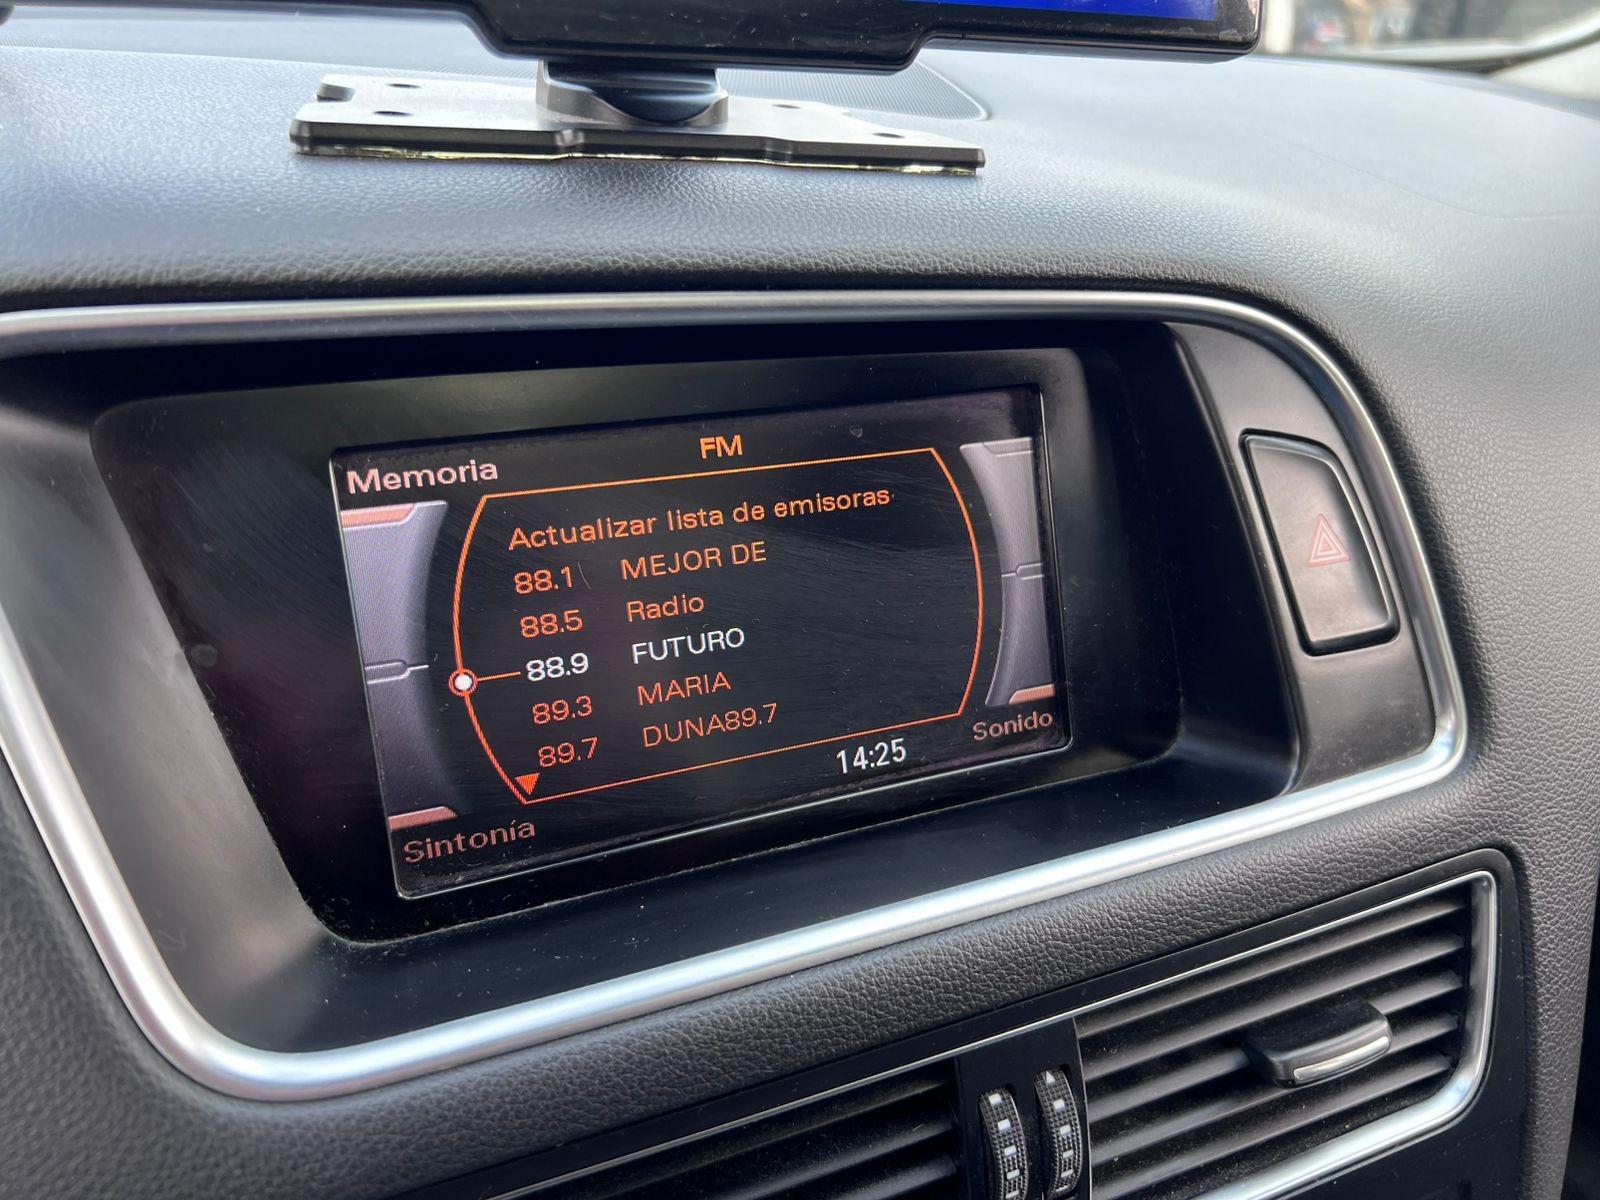 FM
Memoria
Actualizar lista de emisoras
88.1 MEJOR DE
88.5 Radio
88.9 FUTURO
89.3 MARIA
89.7 DUNA89.7
14:25
Sonido
Sintonía